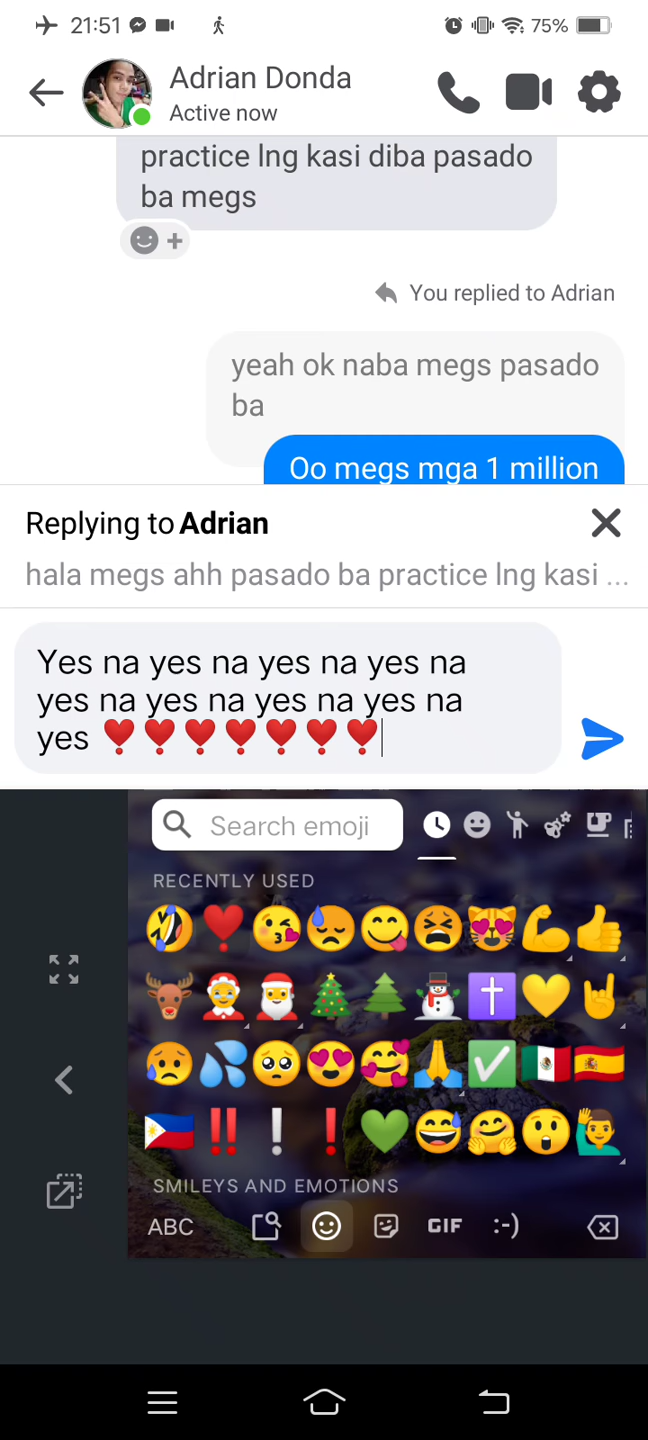 21:51
75%
Adrian Donda
Active now
practice lng kasi diba pasado
ba megs
You replied to Adrian
yeah ok naba megs pasado
ba
Oo megs mga 1 million
Replying to Adrian
hala megs ahh pasado ba practice lng kasi ...
Yes na yes na yes na yes na
yes na yes na yes na yes na
yes ❣️❣️❣️❣️❣️❣️❣️
Search emoji
RECENTLY USED
SMILEYS AND EMOTIONS
ABC
GIF
:-)